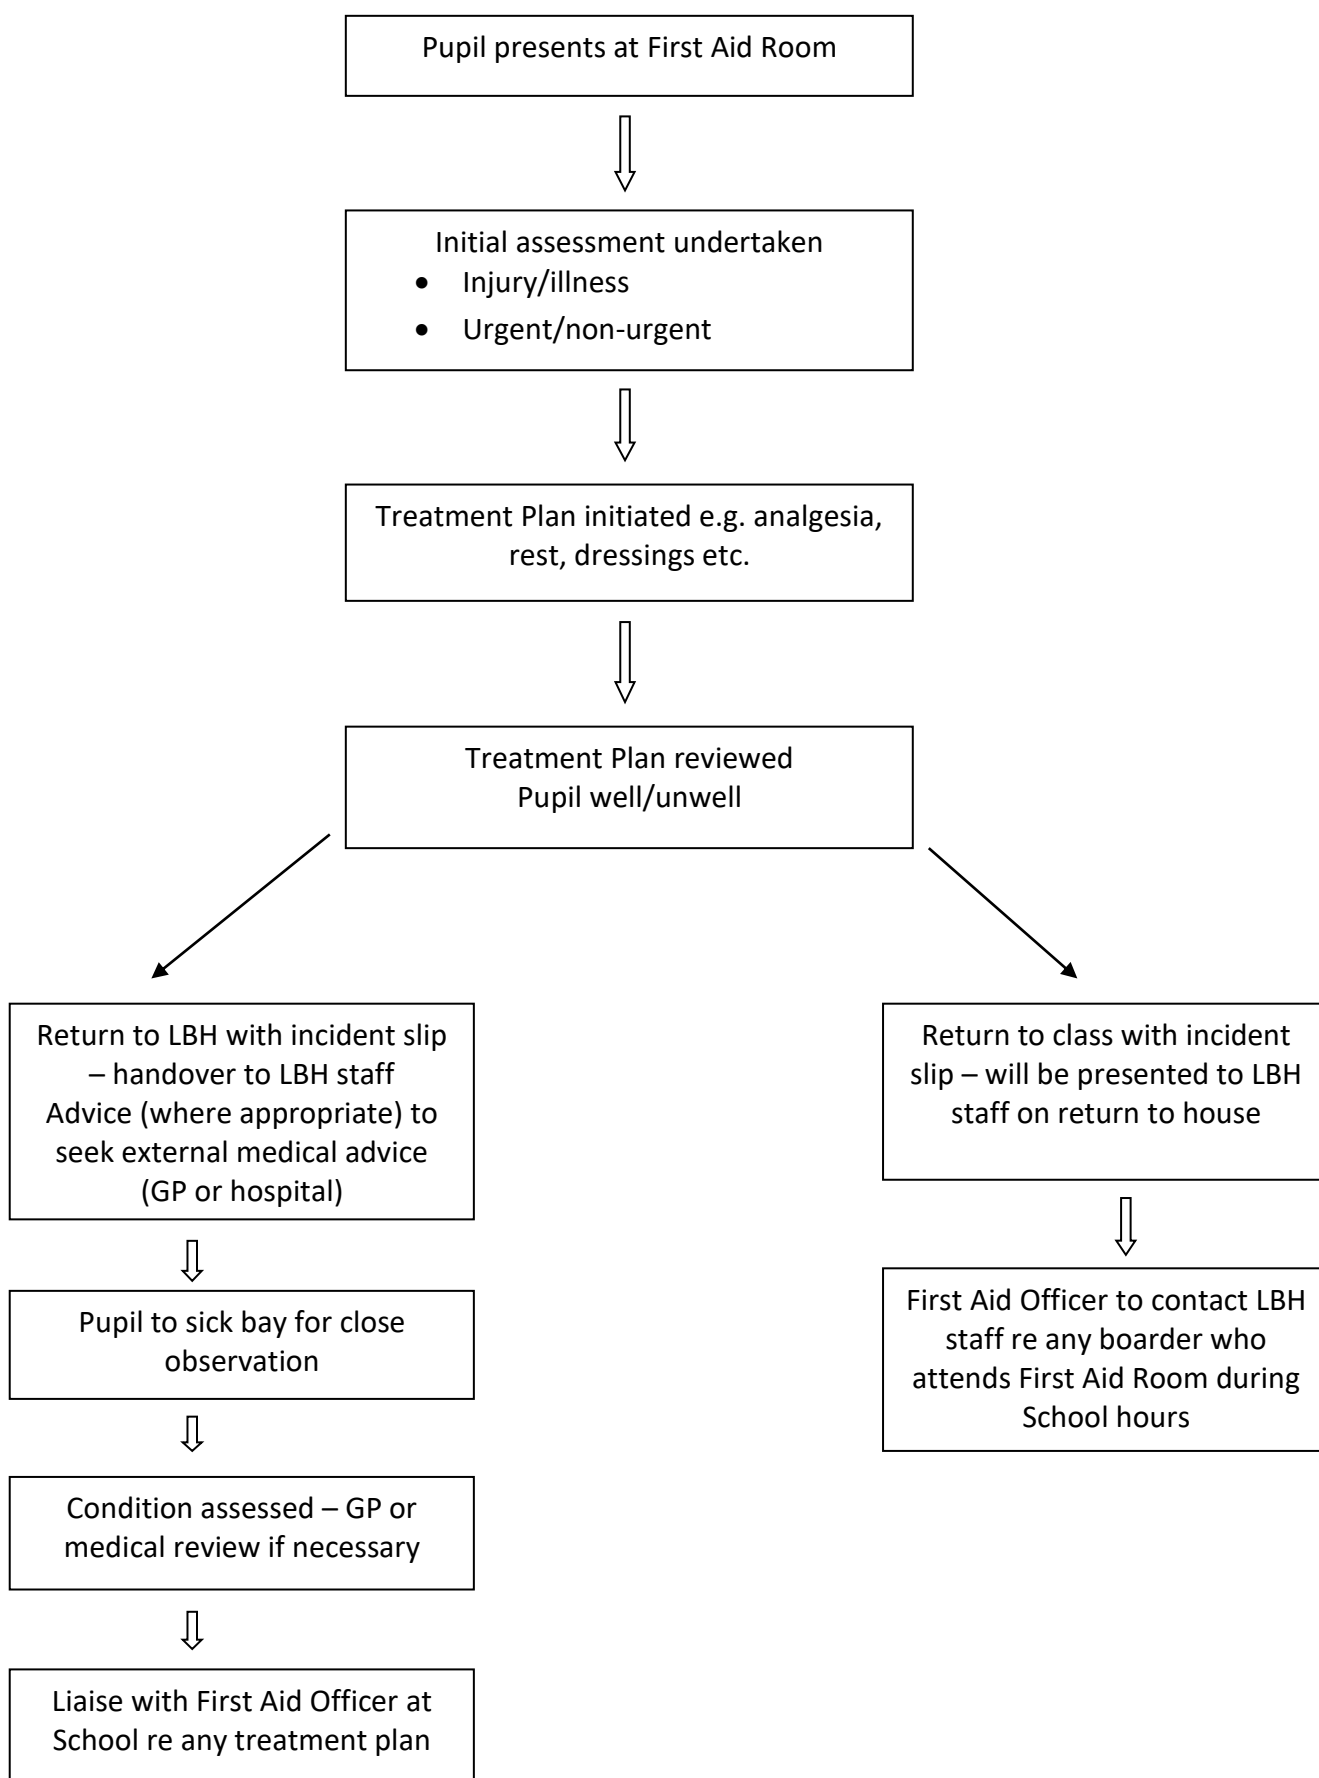 Pupil presents at First Aid Room
Initial assessment undertaken
• Injury/illness
• Urgent/non-urgent
Treatment Plan initiated e.g. analgesia,
rest, dressings etc.
Treatment Plan reviewed
Pupil well/unwell
Return to LBH with incident slip
– handover to LBH staff
Advice (where appropriate) to
seek external medical advice
(GP or hospital)
Pupil to sick bay for close
observation
Condition assessed – GP or
medical review if necessary
Liaise with First Aid Officer at
School re any treatment plan
Return to class with incident
slip – will be presented to LBH
staff on return to house
First Aid Officer to contact LBH
staff re any boarder who
attends First Aid Room during
School hours